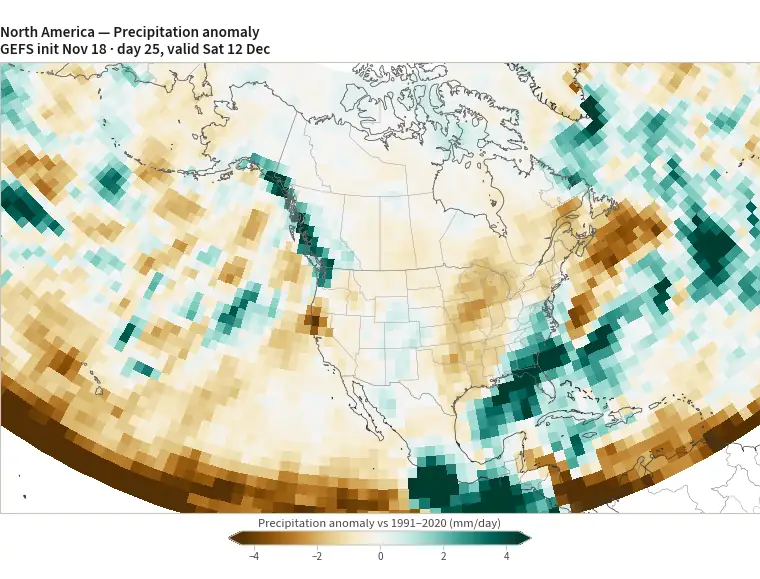 North America — Precipitation anomaly
GEFS init Nov 18 · day 25, valid Sat 12 Dec
Precipitation anomaly vs 1991–2020 (mm/day)
−4 −2 0 2 4